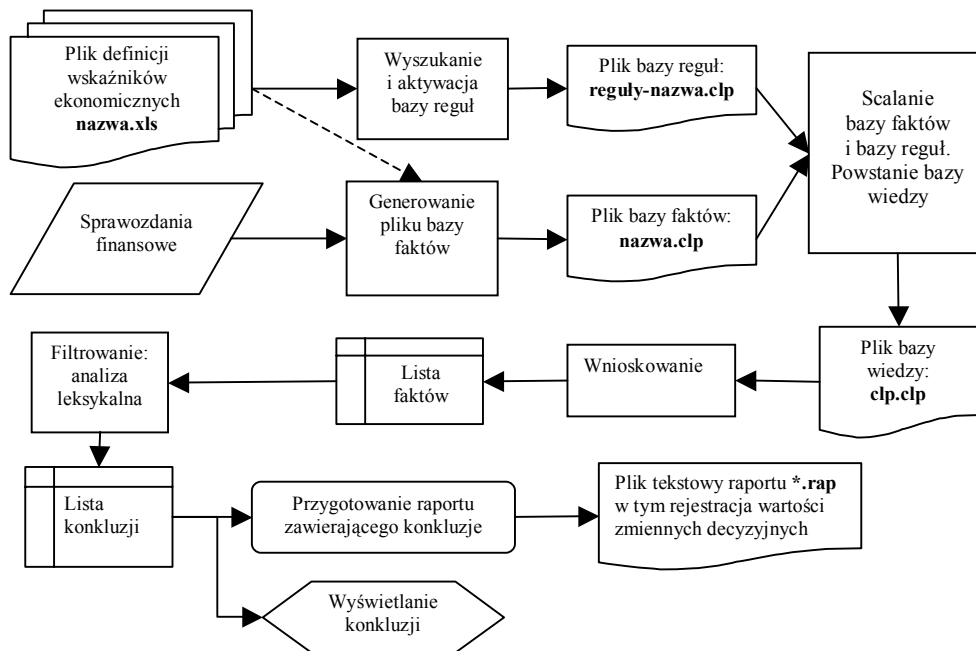 Plik definicji
wskaźników
ekonomicznych
nazwa.xls
Wyszukanie
i aktywacja
bazy reguł
Plik bazy reguł:
reguły-nazwa.clp
Scalanie
bazy faktów
i bazy reguł.
Powstanie bazy
wiedzy
Sprawozdania
finansowe
Generowanie
pliku bazy
faktów
Plik bazy faktów:
nazwa.clp
Filtrowanie:
analiza
leksykalna
Lista
faktów
Wnioskowanie
Plik bazy
wiedzy:
clp.clp
Lista
konkluzji
Przygotowanie raportu
zawierającego konkluzje
Plik tekstowy raportu *.rap
w tym rejestracja wartości
zmiennych decyzyjnych
Wyświetlanie
konkluzji